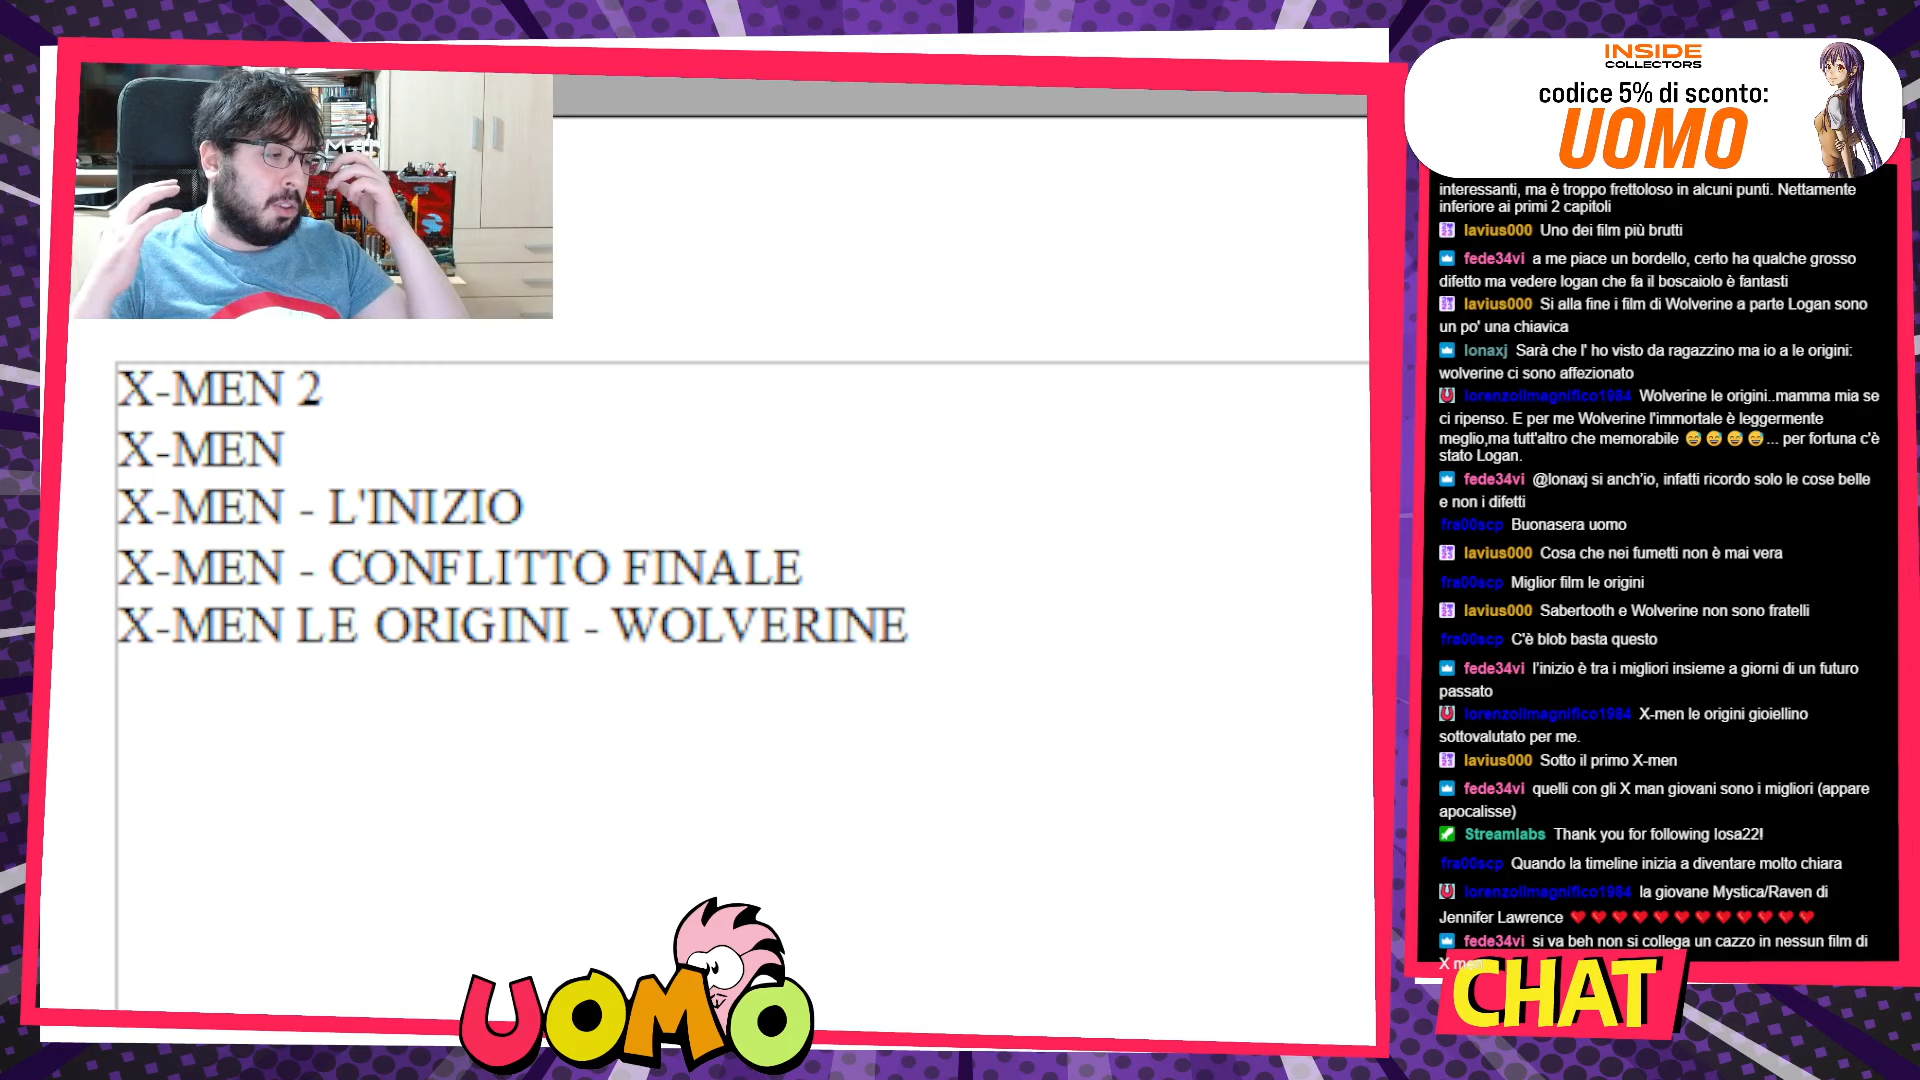 INSIDE
COLLECTORS
codice 5% di sconto:
UOMO
X-MEN 2
X-MEN
X-MEN - L'INIZIO
X-MEN - CONFLITTO FINALE
X-MEN LE ORIGINI - WOLVERINE
UOMO
interessanti, ma è troppo frettoloso in alcuni punti. Nettamente
inferiore ai primi 2 capitoli
lavius000 Uno dei film più brutti
fede34vi a me piace un bordello, certo ha qualche grosso
difetto ma vedere logan che fa il boscaiolo è fantasti
lavius000 Si alla fine i film di Wolverine a parte Logan sono
un po' una chiavica
lonaxj Sarà che l' ho visto da ragazzino ma io a le origini:
wolverine ci sono affezionato
lorenzoilmagnifico1984 Wolverine le origini..mamma mia se
ci ripenso. E per me Wolverine l'immortale è leggermente
meglio,ma tutt'altro che memorabile 😅 😅 😅 😅... per fortuna c'è
stato Logan.
fede34vi @lonaxj si anch'io, infatti ricordo solo le cose belle
e non i difetti
fra00scp Buonasera uomo
lavius000 Cosa che nei fumetti non è mai vera
fra00scp Miglior film le origini
lavius000 Sabertooth e Wolverine non sono fratelli
fra00scp C'è blob basta questo
fede34vi l'inizio è tra i migliori insieme a giorni di un futuro
passato
lorenzoilmagnifico1984 X-men le origini gioiellino
sottovalutato per me.
lavius000 Sotto il primo X-men
fede34vi quelli con gli X man giovani sono i migliori (appare
apocalisse)
Streamlabs Thank you for following losa22!
fra00scp Quando la timeline inizia a diventare molto chiara
lorenzoilmagnifico1984 la giovane Mystica/Raven di
Jennifer Lawrence ❤ ❤ ❤ ❤ ❤ ❤ ❤ ❤ ❤ ❤ ❤ ❤
fede34vi si va beh non si collega un cazzo in nessun film di
X men
CHAT